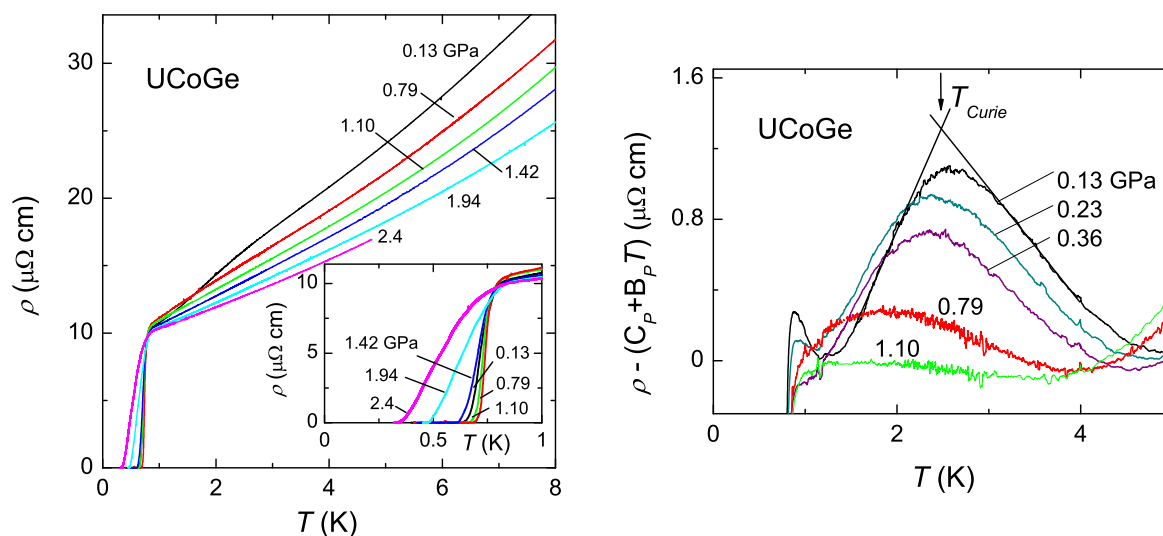 UCoGe
0.13 GPa
0.79
1.10
1.42
1.94
2.4
ρ (μΩ cm)
30
20
10
0
0
2
4
6
8
T (K)
ρ (μΩ cm)
10
5
0
0
0.5
T (K)
1
1.42 GPa
1.94
2.4
0.13
0.79
1.10
UCoGe
T Curie
0.13 GPa
0.23
0.36
0.79
1.10
ρ - (C_P+B_P T) (μΩ cm)
1.6
0.8
0
0
2
4
T (K)